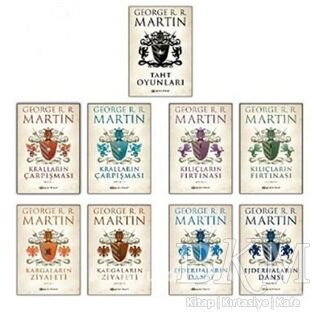 GEORGE R. R.
MARTIN
TAHT
OYUNLARI
GEORGE R. R.
MARTIN
KRALLARIN
ÇARPIŞMASI
GEORGE R. R.
MARTIN
KRALLARIN
ÇARPIŞMASI
GEORGE R. R.
MARTIN
KILIÇLARIN
FIRTINASI
GEORGE R. R.
MARTIN
KILIÇLARIN
FIRTINASI
GEORGE R. R.
MARTIN
KARGALARIN
ZİYAFETİ
GEORGE R. R.
MARTIN
KARGALARIN
ZİYAFETİ
GEORGE R. R.
MARTIN
EJDERHALARIN
DANSI
GEORGE R. R.
MARTIN
EJDERHALARIN
DANSI
Kitap | Kırtasiye | Kafe